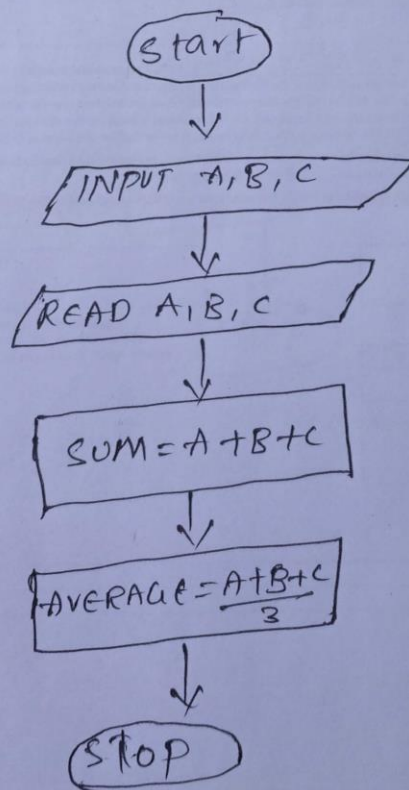 Start
INPUT A, B, C
READ A, B, C
SUM = A + B + C
AVERAGE = A+B+C
3
STOP